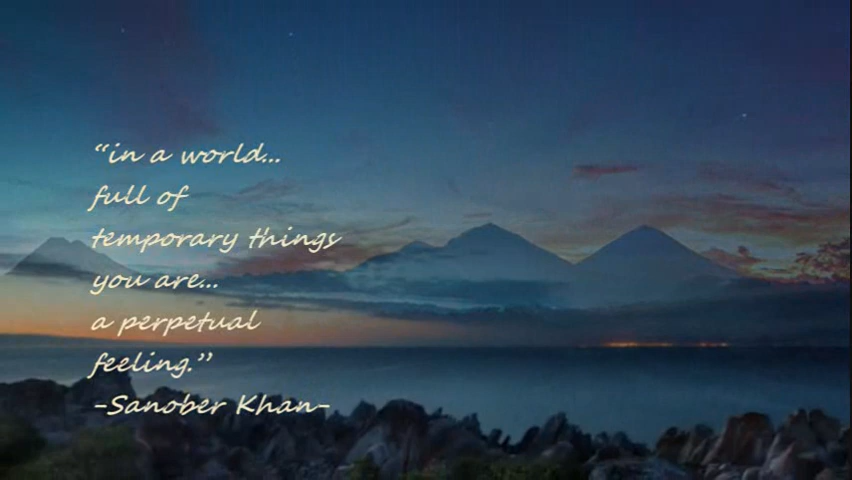 “in a world...
full of
temporary things
you are...
a perpetual
feeling.”
-Sanober Khan-